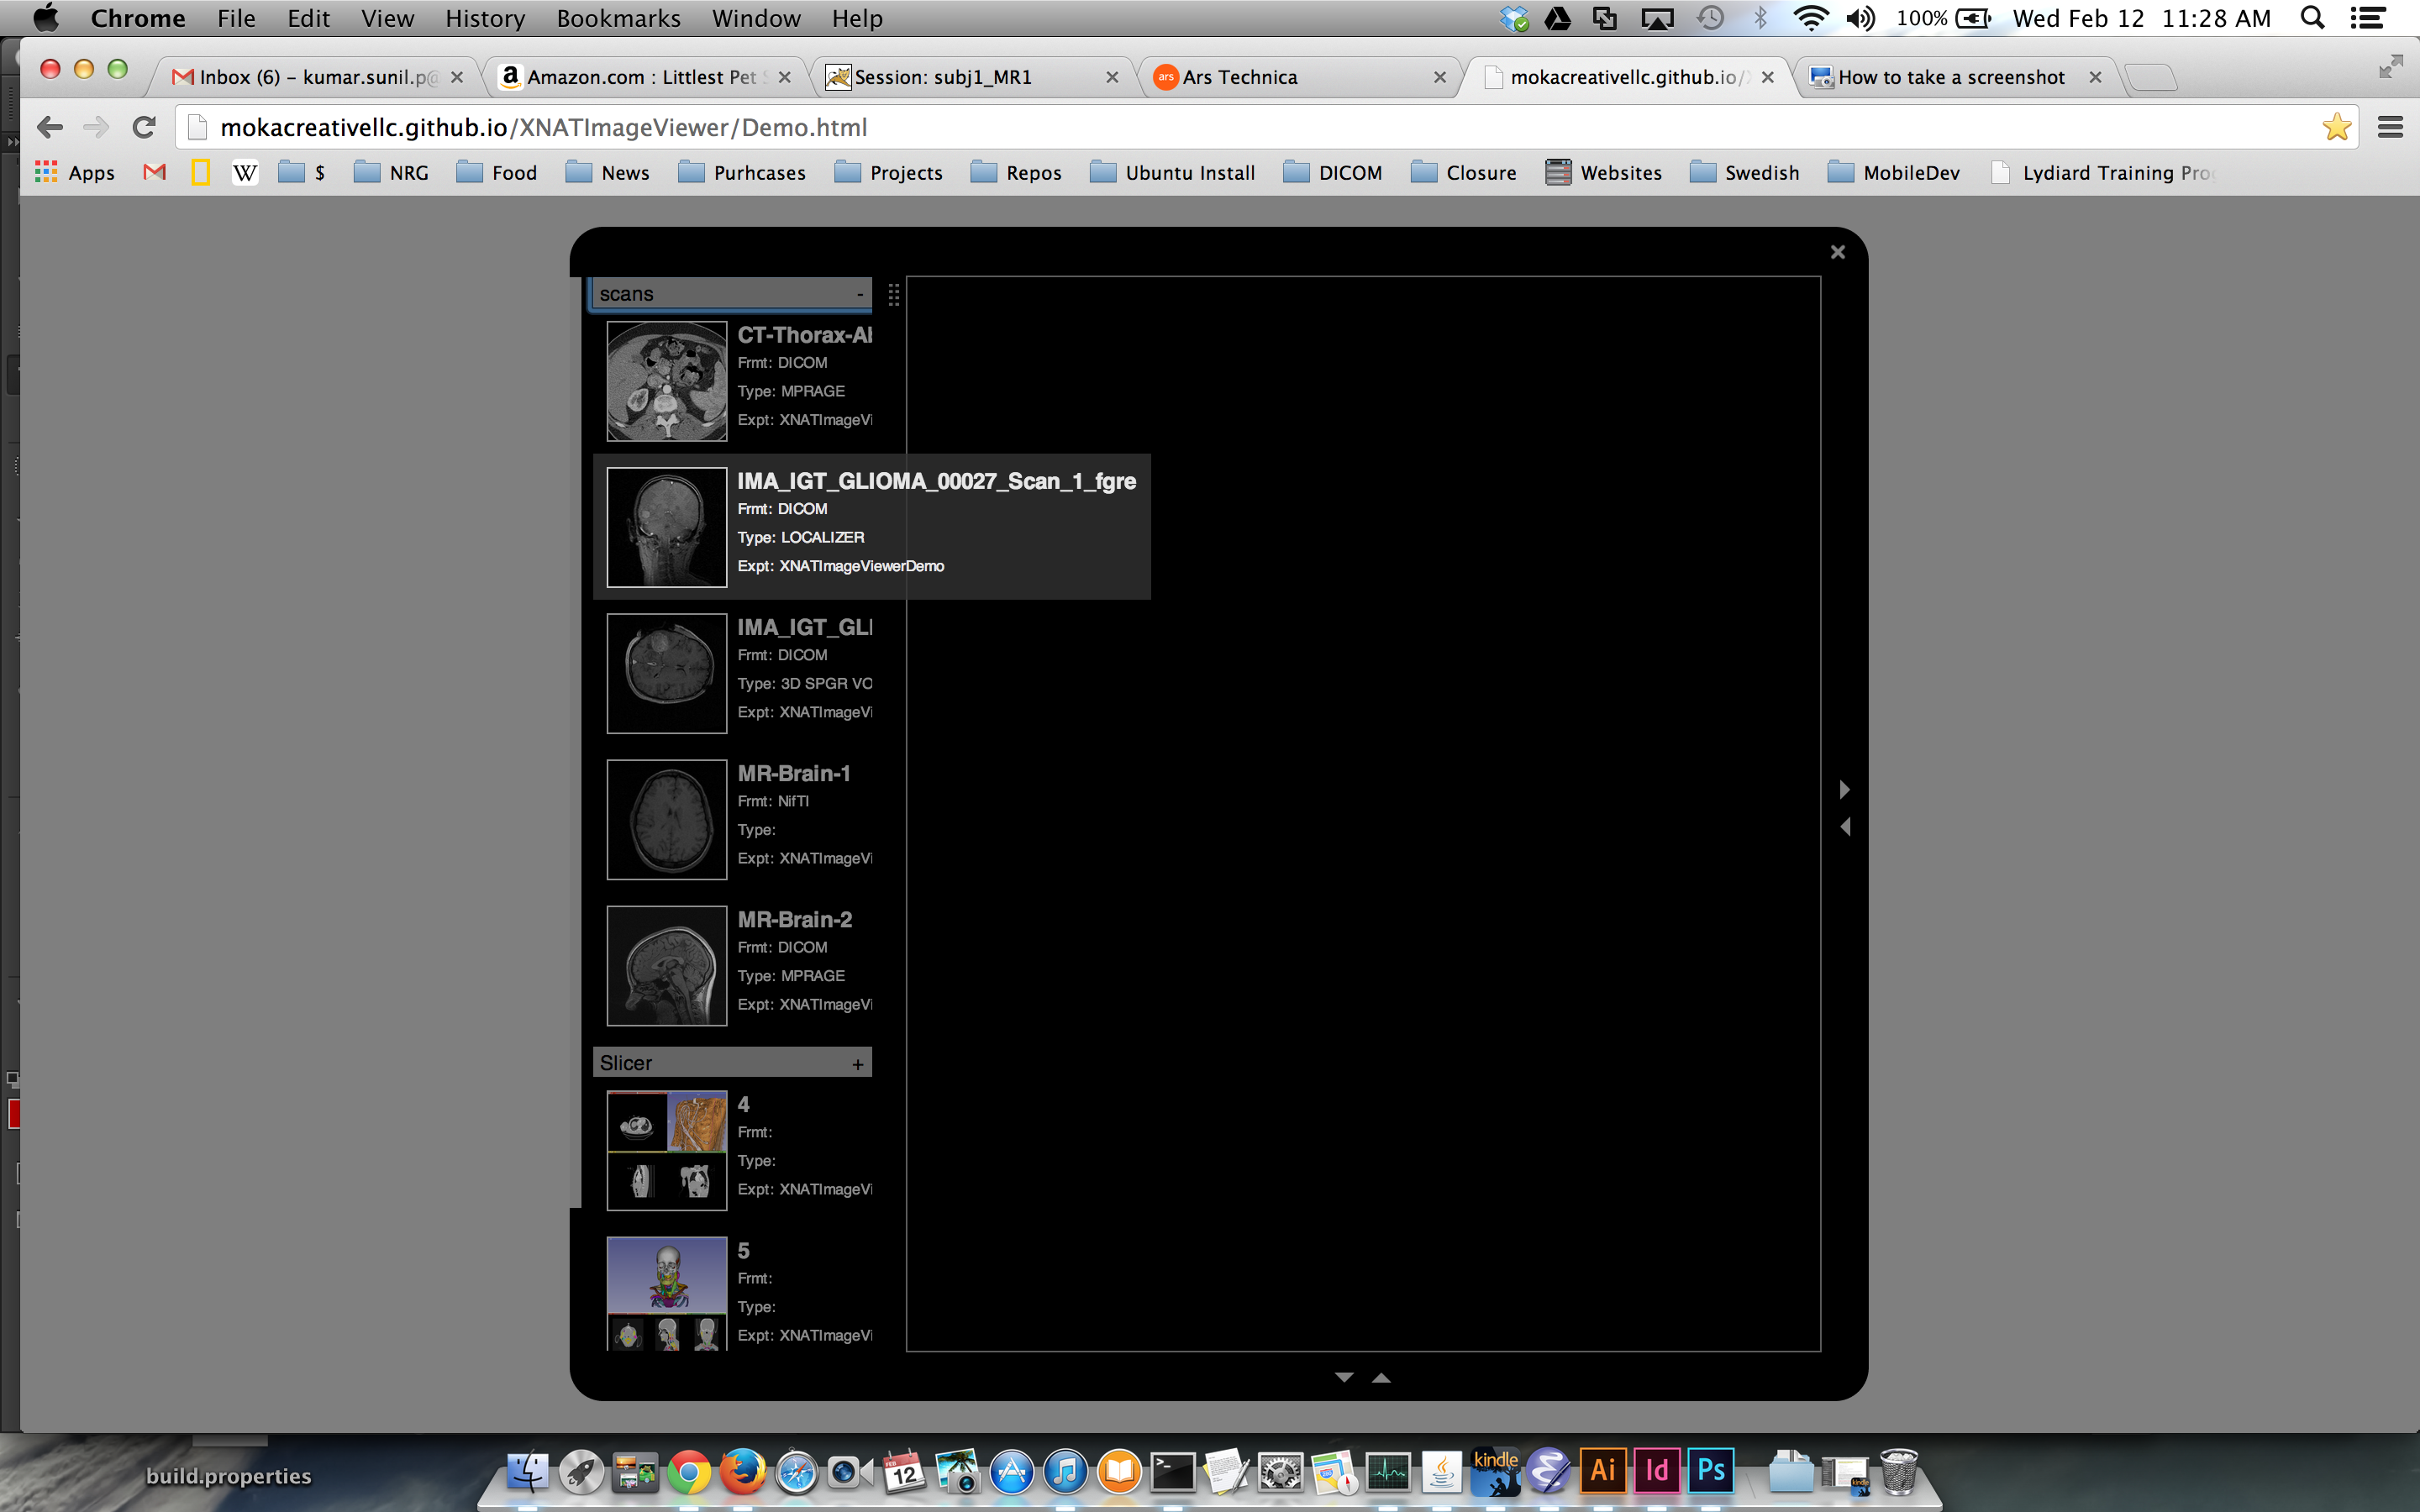 Chrome File Edit View History Bookmarks Window Help 100% Wed Feb 12 11:28 AM
Inbox (6) – kumar.sunil.p@ Amazon.com : Littlest Pet Session: subj1_MR1 ars Ars Technica mokacreativellc.github.io/ How to take a screenshot
mokacreativellc.github.io/XNATImageViewer/Demo.html
Apps W $ NRG Food News Purhcases Projects Repos Ubuntu Install DICOM Closure Websites Swedish MobileDev Lydiard Training Pro
scans -
CT-Thorax-Al
Frmt: DICOM
Type: MPRAGE
Expt: XNATImageVi
IMA_IGT_GLIOMA_00027_Scan_1_fgre
Frmt: DICOM
Type: LOCALIZER
Expt: XNATImageViewerDemo
IMA_IGT_GLI
Frmt: DICOM
Type: 3D SPGR VO
Expt: XNATImageVi
MR-Brain-1
Frmt: NifTI
Type:
Expt: XNATImageVi
MR-Brain-2
Frmt: DICOM
Type: MPRAGE
Expt: XNATImageVi
Slicer +
4
Frmt:
Type:
Expt: XNATImageVi
5
Frmt:
Type:
Expt: XNATImageVi
build.properties
FEB
12
kindle
Ai Id Ps